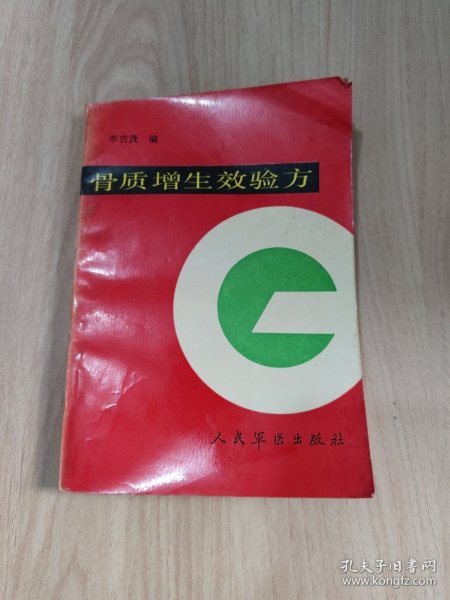 李吉茂 编
骨质增生效验方
人民军医出版社
孔夫子旧书网
www.kongfz.com